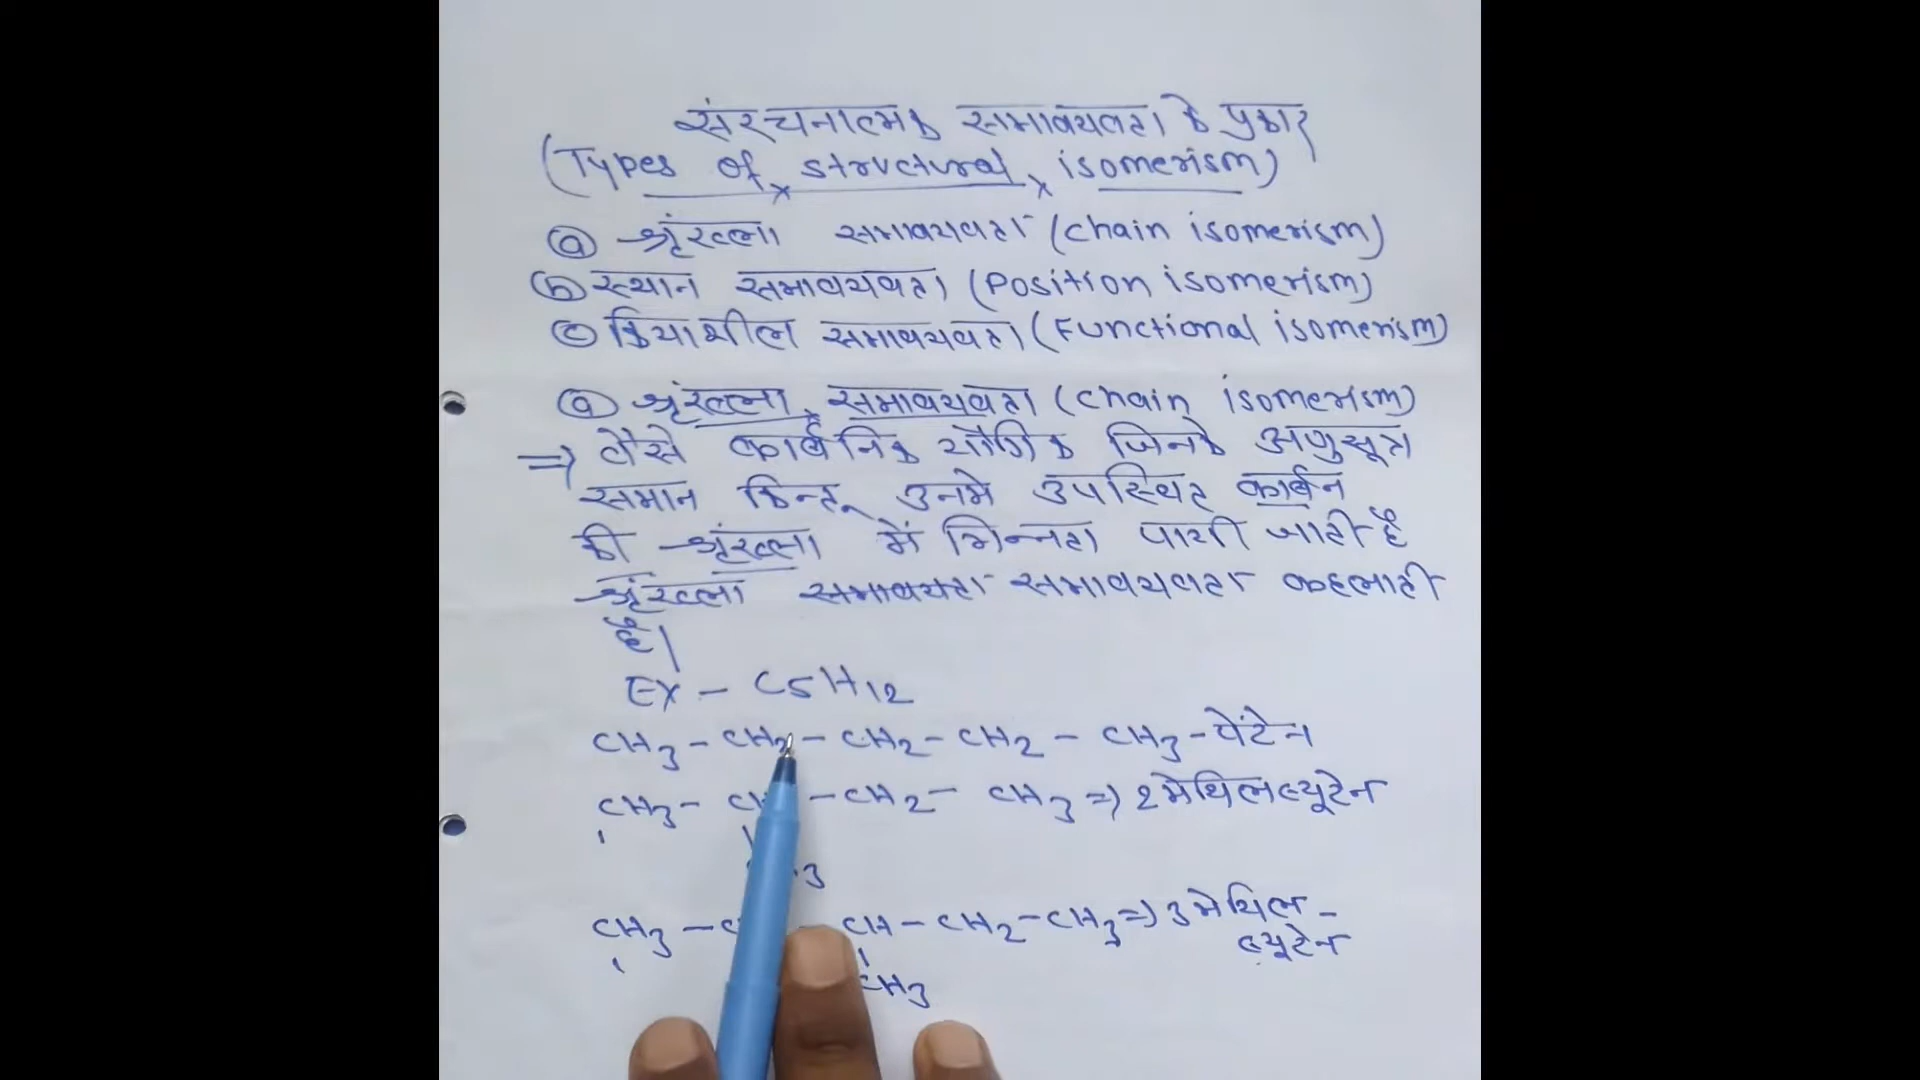 संरचनात्मक समावयवता के प्रकार
(Types of structural isomerism)
(a) श्रृंखला समावयवता (chain isomerism)
(b) स्थान समावयवता (Position isomerism)
(c) क्रियाशील समावयवता (Functional isomerism)
(a) श्रृंखला समावयवता (chain isomerism)
=> वैसे कार्बनिक यौगिक जिनके अणुसूत्र
समान किन्तू उनमे उपस्थित कार्बन
की श्रृंखला में भिन्नता पायी जाती है
श्रृंखला समावयता समावयवता कहलाती
है|
EX - C5H12
CH3 - CH2 - CH2 - CH2 - CH3 - पेंटेन
CH3 - - CH2 - CH3 => 2 मेथिलब्यूटेन
CH3 - CH - CH2 - CH3 => 3 मेथिल -
ब्यूटेन
CH3